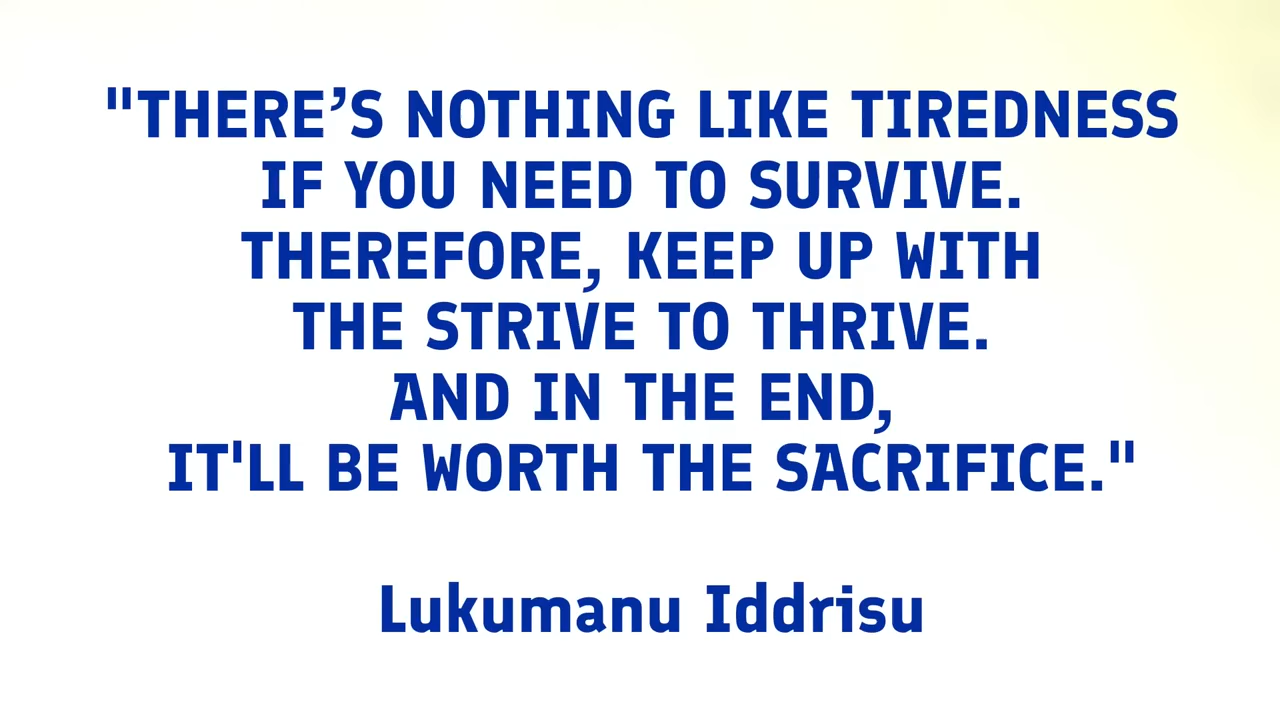 "THERE’S NOTHING LIKE TIREDNESS
IF YOU NEED TO SURVIVE.
THEREFORE, KEEP UP WITH
THE STRIVE TO THRIVE.
AND IN THE END,
IT'LL BE WORTH THE SACRIFICE."
Lukumanu Iddrisu